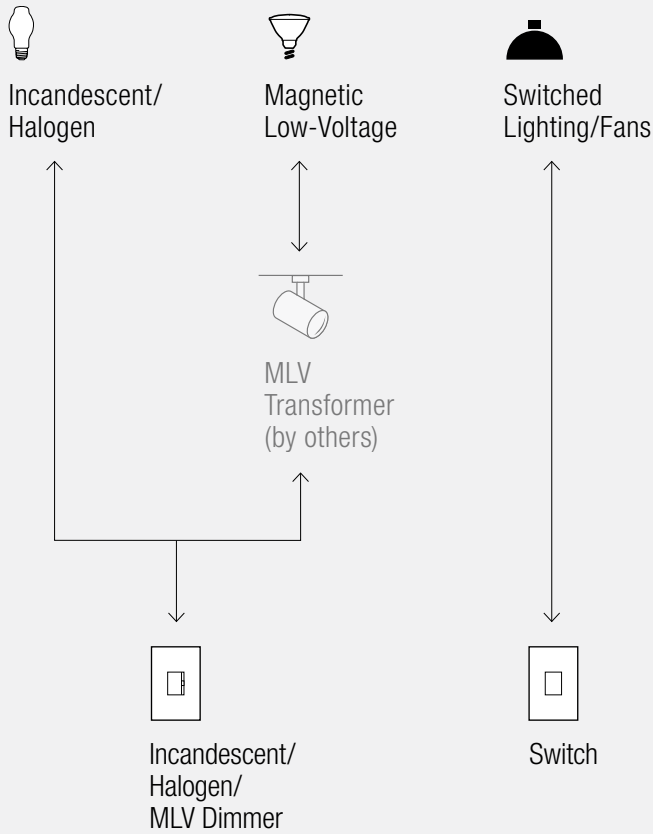 Incandescent/
Halogen
Magnetic
Low-Voltage
Switched
Lighting/Fans
MLV
Transformer
(by others)
Incandescent/
Halogen/
MLV Dimmer
Switch